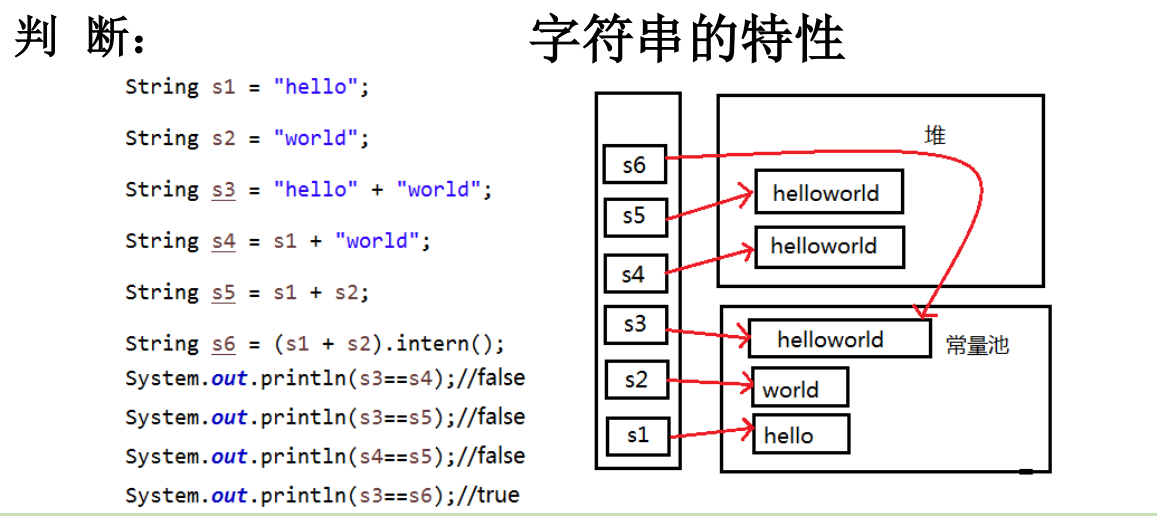 判 断：
字符串的特性
String s1 = "hello";
String s2 = "world";
String s3 = "hello" + "world";
String s4 = s1 + "world";
String s5 = s1 + s2;
String s6 = (s1 + s2).intern();
System.out.println(s3==s4);//false
System.out.println(s3==s5);//false
System.out.println(s4==s5);//false
System.out.println(s3==s6);//true
s6
s5
s4
s3
s2
s1
堆
helloworld
helloworld
helloworld
常量池
world
hello